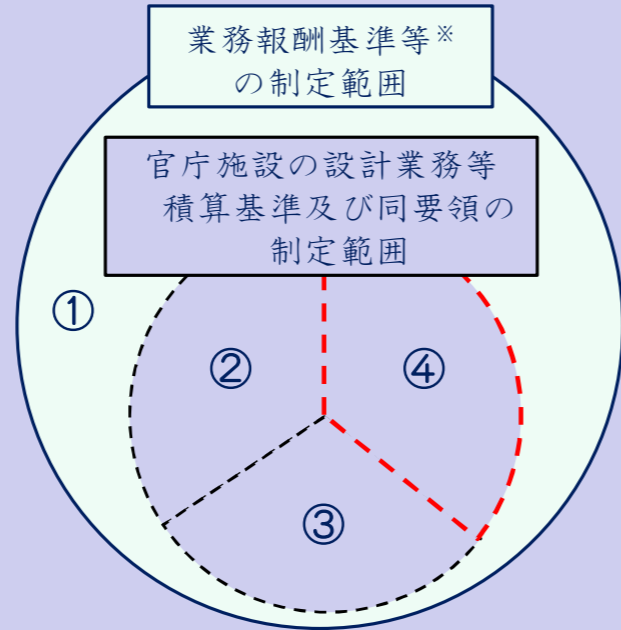 業務報酬基準等※
の制定範囲
官庁施設の設計業務等
積算基準及び同要領の
制定範囲
①
②
④
③